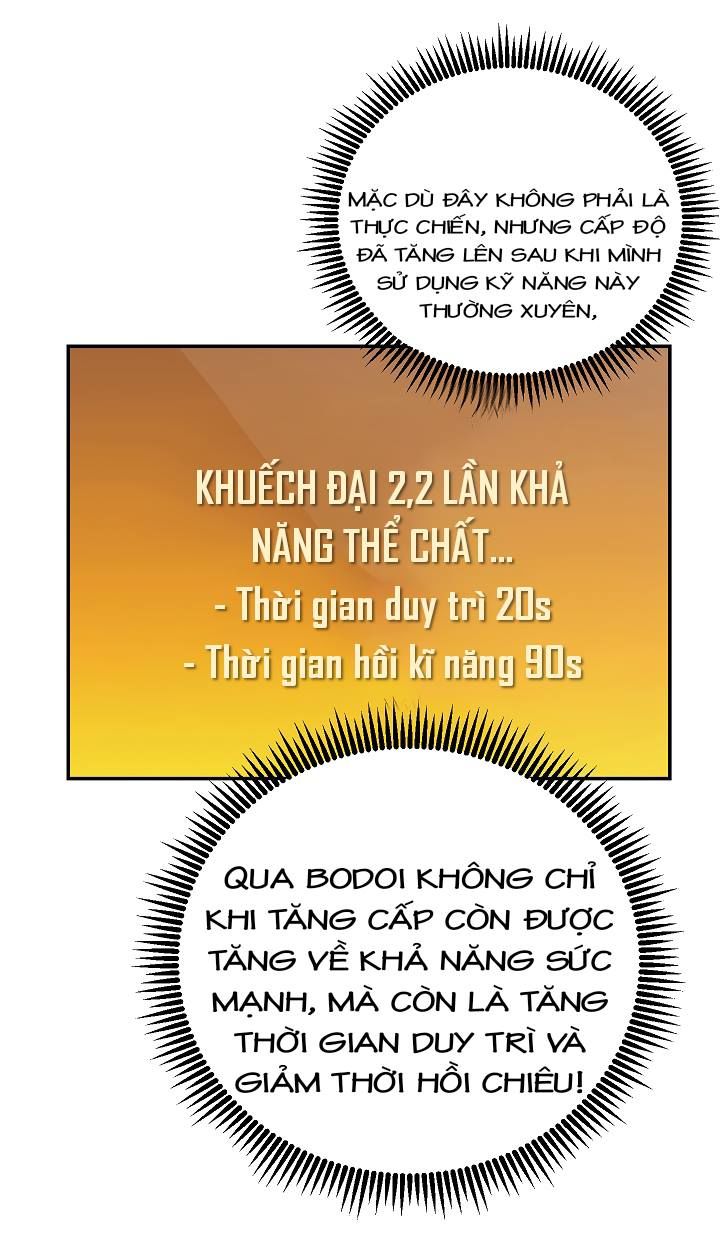 MẶC DÙ ĐÂY KHÔNG PHẢI LÀ
THỰC CHIẾN, NHƯNG CẤP ĐỘ
ĐÃ TĂNG LÊN SAU KHI MÌNH
SỬ DỤNG KỸ NĂNG NÀY
THƯỜNG XUYÊN,
KHUẾCH ĐẠI 2,2 LẦN KHẢ
NĂNG THỂ CHẤT...
- Thời gian duy trì 20s
- Thời gian hồi kĩ năng 90s
QUA BODOI KHÔNG CHỈ
KHI TĂNG CẤP CÒN ĐƯỢC
TĂNG VỀ KHẢ NĂNG SỨC
MẠNH, MÀ CÒN LÀ TĂNG
THỜI GIAN DUY TRÌ VÀ
GIẢM THỜI HỒI CHIÊU!